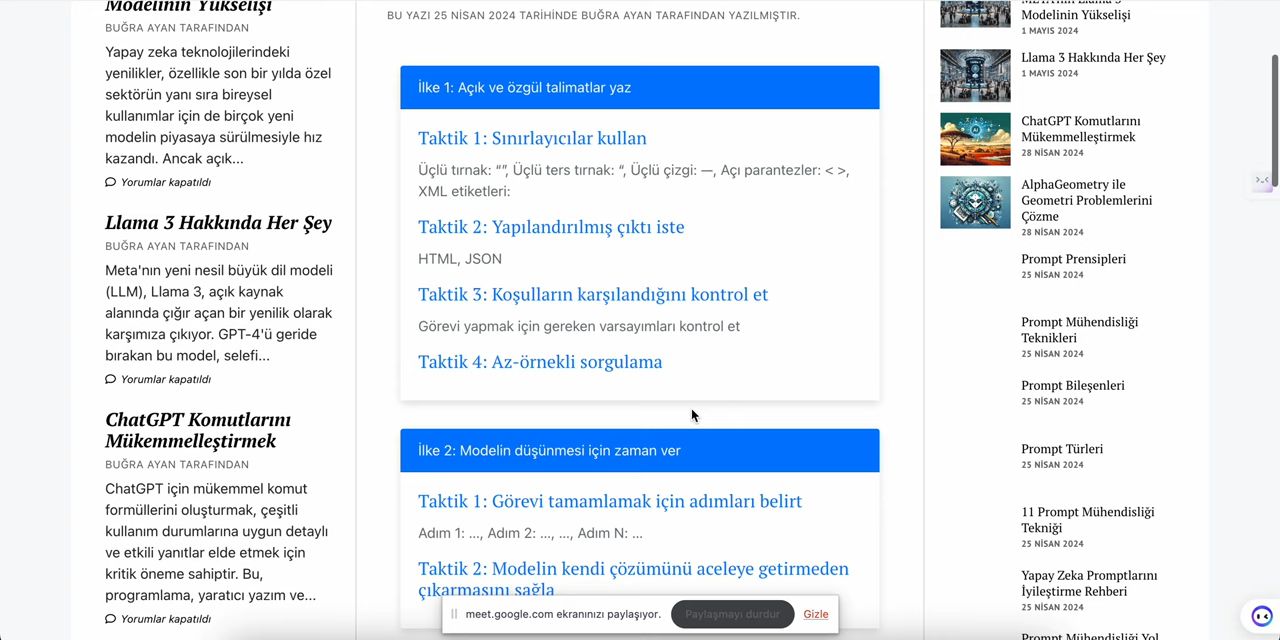 Modelinin Yükselişi
BUĞRA AYAN TARAFINDAN
Yapay zeka teknolojilerindeki
yenilikler, özellikle son bir yılda özel
sektörün yanı sıra bireysel
kullanımlar için de birçok yeni
modelin piyasaya sürülmesiyle hız
kazandı. Ancak açık...
Yorumlar kapatıldı
Llama 3 Hakkında Her Şey
BUĞRA AYAN TARAFINDAN
Meta'nın yeni nesil büyük dil modeli
(LLM), Llama 3, açık kaynak
alanında çığır açan bir yenilik olarak
karşımıza çıkıyor. GPT-4'ü geride
bırakan bu model, selefi...
Yorumlar kapatıldı
ChatGPT Komutlarını
Mükemmelleştirmek
BUĞRA AYAN TARAFINDAN
ChatGPT için mükemmel komut
formüllerini oluşturmak, çeşitli
kullanım durumlarına uygun detaylı
ve etkili yanıtlar elde etmek için
kritik öneme sahiptir. Bu,
programlama, yaratıcı yazım ve...
Yorumlar kapatıldı
BU YAZI 25 NİSAN 2024 TARİHİNDE BUĞRA AYAN TARAFINDAN YAZILMIŞTIR.
İlke 1: Açık ve özgül talimatlar yaz
Taktik 1: Sınırlayıcılar kullan
Üçlü tırnak: “”, Üçlü ters tırnak: “, Üçlü çizgi: —, Açı parantezler: < >,
XML etiketleri:
Taktik 2: Yapılandırılmış çıktı iste
HTML, JSON
Taktik 3: Koşulların karşılandığını kontrol et
Görevi yapmak için gereken varsayımları kontrol et
Taktik 4: Az-örnekli sorgulama
İlke 2: Modelin düşünmesi için zaman ver
Taktik 1: Görevi tamamlamak için adımları belirt
Adım 1: ..., Adım 2: ..., ..., Adım N: ...
Taktik 2: Modelin kendi çözümünü aceleye getirmeden
çıkarmasını sağla
meet.google.com ekranınızı paylaşıyor.
Paylaşmayı durdur
Gizle
Modelinin Yükselişi
1 MAYIS 2024
Llama 3 Hakkında Her Şey
1 MAYIS 2024
ChatGPT Komutlarını
Mükemmelleştirmek
28 NİSAN 2024
AlphaGeometry ile
Geometri Problemlerini
Çözme
28 NİSAN 2024
Prompt Prensipleri
25 NİSAN 2024
Prompt Mühendisliği
Teknikleri
25 NİSAN 2024
Prompt Bileşenleri
25 NİSAN 2024
Prompt Türleri
25 NİSAN 2024
11 Prompt Mühendisliği
Tekniği
25 NİSAN 2024
Yapay Zeka Promptlarını
İyileştirme Rehberi
25 NİSAN 2024
Prompt Mühendisliği Yol